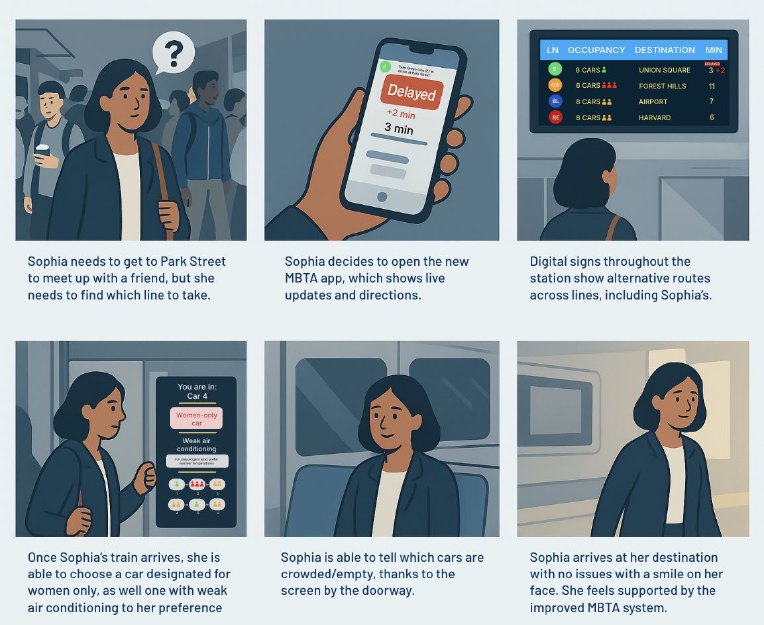 ?
Delayed
+2 min
3 min
LN OCCUPANCY DESTINATION MIN
8 CARS UNION SQUARE 3 +2
OR 6 CARS FOREST HILLS 11
BL 8 CARS AIRPORT 7
RE 8 CARS HARVARD 6
Sophia needs to get to Park Street
to meet up with a friend, but she
needs to find which line to take.
Sophia decides to open the new
MBTA app, which shows live
updates and directions.
Digital signs throughout the
station show alternative routes
across lines, including Sophia's.
You are in:
Car 4
Women-only
car
Weak air
conditioning
Once Sophia's train arrives, she is
able to choose a car designated for
women only, as well one with weak
air conditioning to her preference
Sophia is able to tell which cars are
crowded/empty, thanks to the
screen by the doorway.
Sophia arrives at her destination
with no issues with a smile on her
face. She feels supported by the
improved MBTA system.